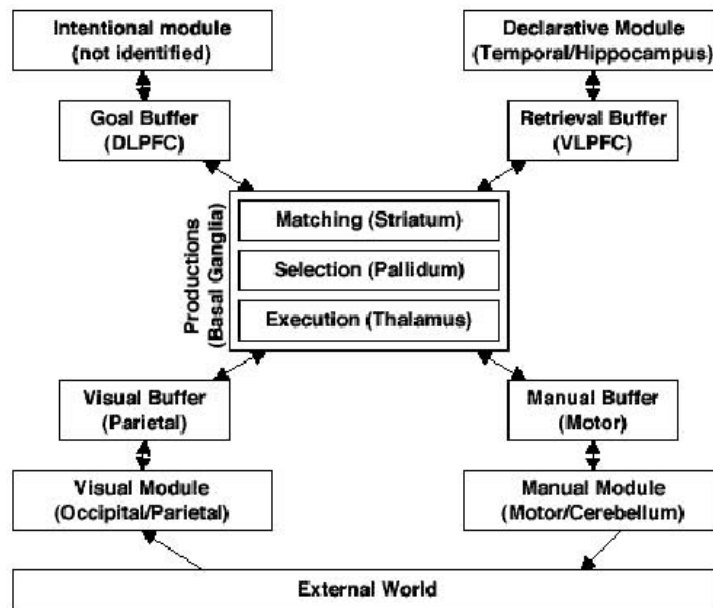 Intentional module
(not identified)
Declarative Module
(Temporal/Hippocampus)
Goal Buffer
(DLPFC)
Retrieval Buffer
(VLPFC)
Productions
(Basal Ganglia)
Matching (Striatum)
Selection (Pallidum)
Execution (Thalamus)
Visual Buffer
(Parietal)
Manual Buffer
(Motor)
Visual Module
(Occipital/Parietal)
Manual Module
(Motor/Cerebellum)
External World